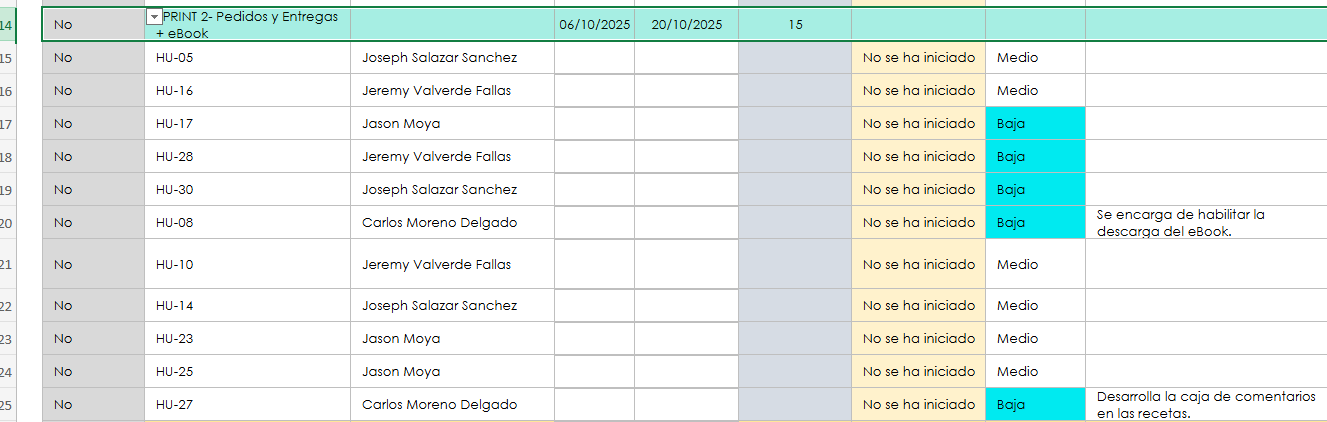 14 No PRINT 2- Pedidos y Entregas 06/10/2025 20/10/2025 15
+ eBook
15 No HU-05 Joseph Salazar Sanchez No se ha iniciado Medio
16 No HU-16 Jeremy Valverde Fallas No se ha iniciado Medio
17 No HU-17 Jason Moya No se ha iniciado Baja
18 No HU-28 Jeremy Valverde Fallas No se ha iniciado Baja
19 No HU-30 Joseph Salazar Sanchez No se ha iniciado Baja
20 No HU-08 Carlos Moreno Delgado No se ha iniciado Baja Se encarga de habilitar la
descarga del eBook.
21 No HU-10 Jeremy Valverde Fallas No se ha iniciado Medio
22 No HU-14 Joseph Salazar Sanchez No se ha iniciado Medio
23 No HU-23 Jason Moya No se ha iniciado Medio
24 No HU-25 Jason Moya No se ha iniciado Medio
25 No HU-27 Carlos Moreno Delgado No se ha iniciado Baja Desarrolla la caja de comentarios
en las recetas.